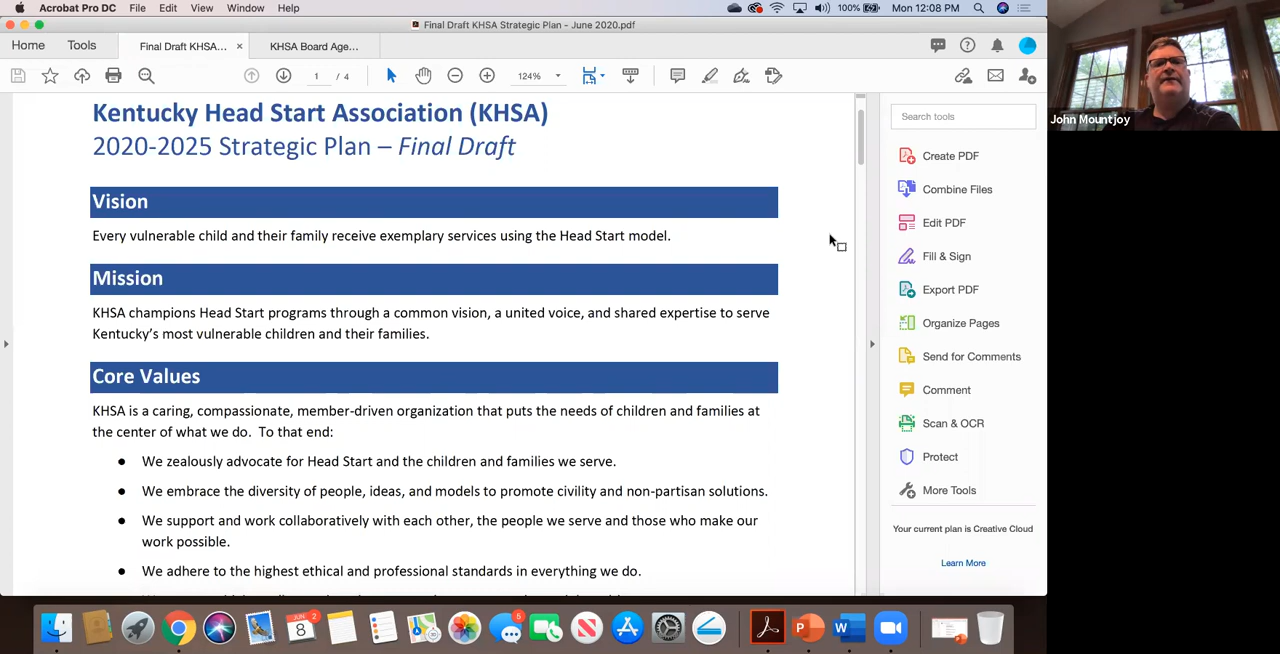 Acrobat Pro DC File Edit View Window Help 100% Mon 12:08 PM
Final Draft KHSA Strategic Plan - June 2020.pdf
Home Tools Final Draft KHSA... × KHSA Board Age...
1 / 4 124%
Kentucky Head Start Association (KHSA)
2020-2025 Strategic Plan – Final Draft
Vision
Every vulnerable child and their family receive exemplary services using the Head Start model.
Mission
KHSA champions Head Start programs through a common vision, a united voice, and shared expertise to serve
Kentucky's most vulnerable children and their families.
Core Values
KHSA is a caring, compassionate, member-driven organization that puts the needs of children and families at
the center of what we do. To that end:
● We zealously advocate for Head Start and the children and families we serve.
● We embrace the diversity of people, ideas, and models to promote civility and non-partisan solutions.
● We support and work collaboratively with each other, the people we serve and those who make our
work possible.
● We adhere to the highest ethical and professional standards in everything we do.
Search tools
Create PDF
Combine Files
Edit PDF
Fill & Sign
Export PDF
Organize Pages
Send for Comments
Comment
Scan & OCR
Protect
More Tools
Your current plan is Creative Cloud
Learn More
John Mountjoy
JUN 2
8
5
P
W